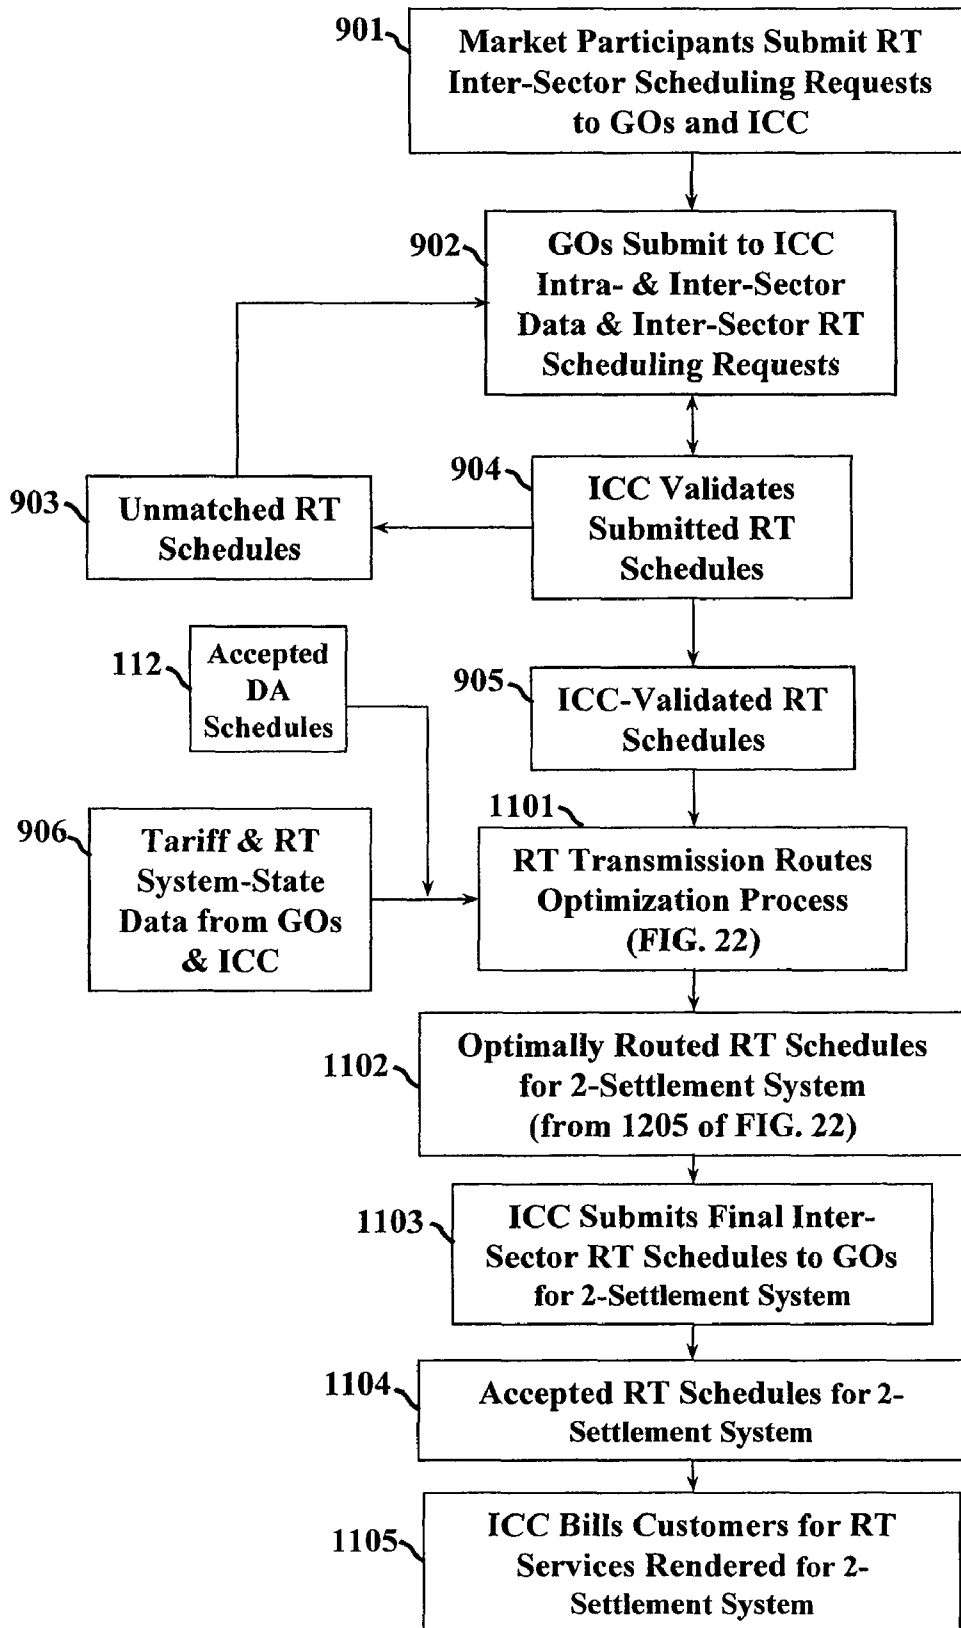 901
Market Participants Submit RT
Inter-Sector Scheduling Requests
to GOs and ICC
902
GOs Submit to ICC
Intra- & Inter-Sector
Data & Inter-Sector RT
Scheduling Requests
903
Unmatched RT
Schedules
904
ICC Validates
Submitted RT
Schedules
112
Accepted
DA
Schedules
905
ICC-Validated RT
Schedules
906
Tariff & RT
System-State
Data from GOs
& ICC
1101
RT Transmission Routes
Optimization Process
(FIG. 22)
1102
Optimally Routed RT Schedules
for 2-Settlement System
(from 1205 of FIG. 22)
1103
ICC Submits Final Inter-
Sector RT Schedules to GOs
for 2-Settlement System
1104
Accepted RT Schedules for 2-
Settlement System
1105
ICC Bills Customers for RT
Services Rendered for 2-
Settlement System